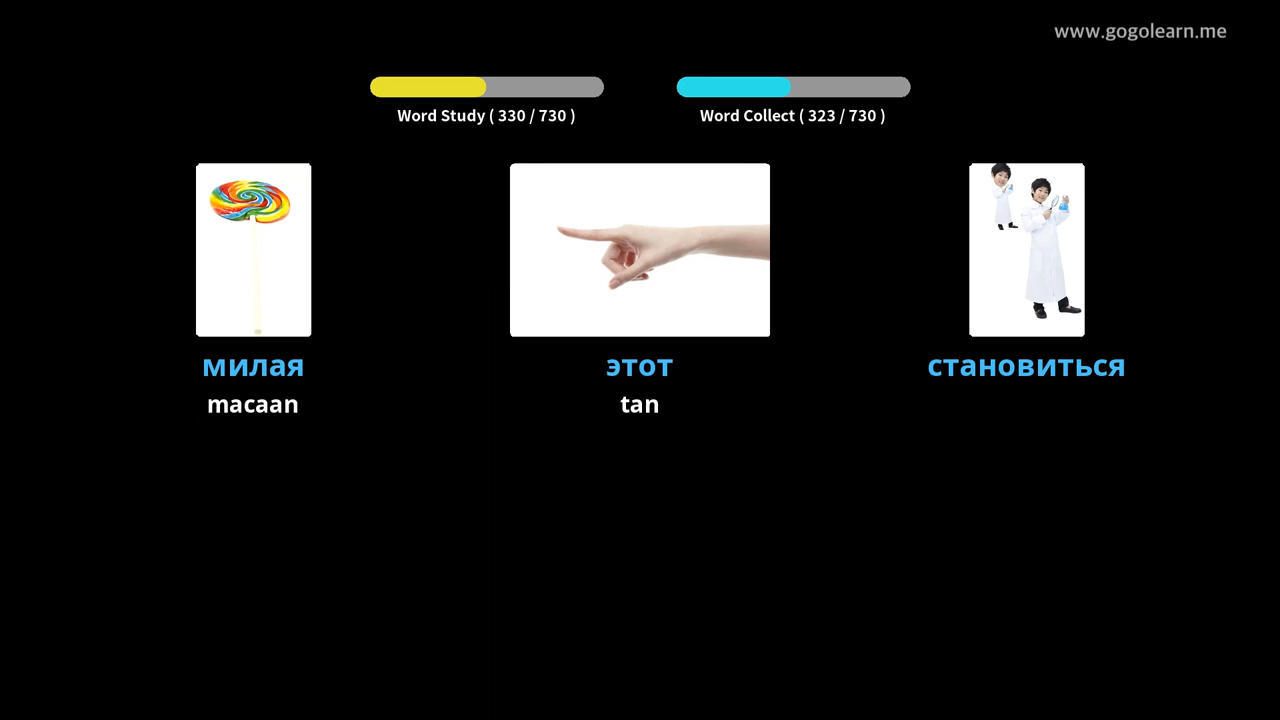 www.gogolearn.me
Word Study ( 330 / 730 )
Word Collect ( 323 / 730 )
милая
этот
становиться
macaan
tan